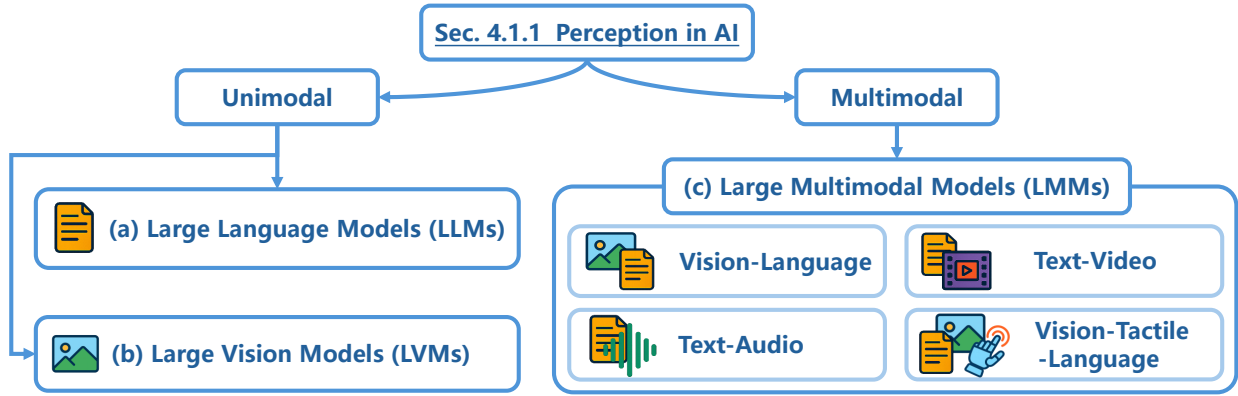 Sec. 4.1.1 Perception in AI
Unimodal
Multimodal
(a) Large Language Models (LLMs)
(b) Large Vision Models (LVMs)
(c) Large Multimodal Models (LMMs)
Vision-Language
Text-Video
Text-Audio
Vision-Tactile
-Language